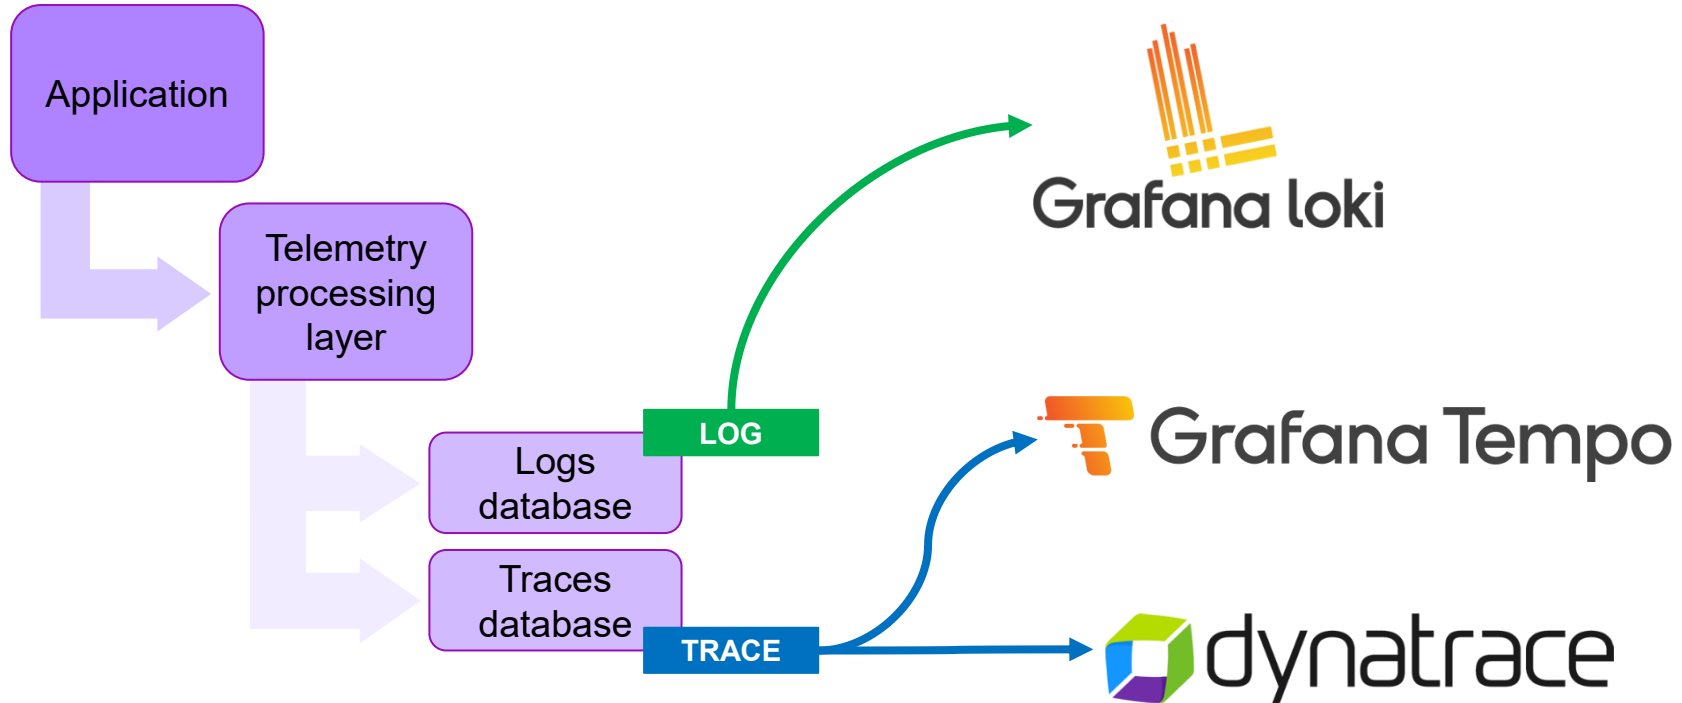 Application
Telemetry
processing
layer
LOG
Logs
database
Traces
database
TRACE
Grafana loki
Grafana Tempo
dynatrace